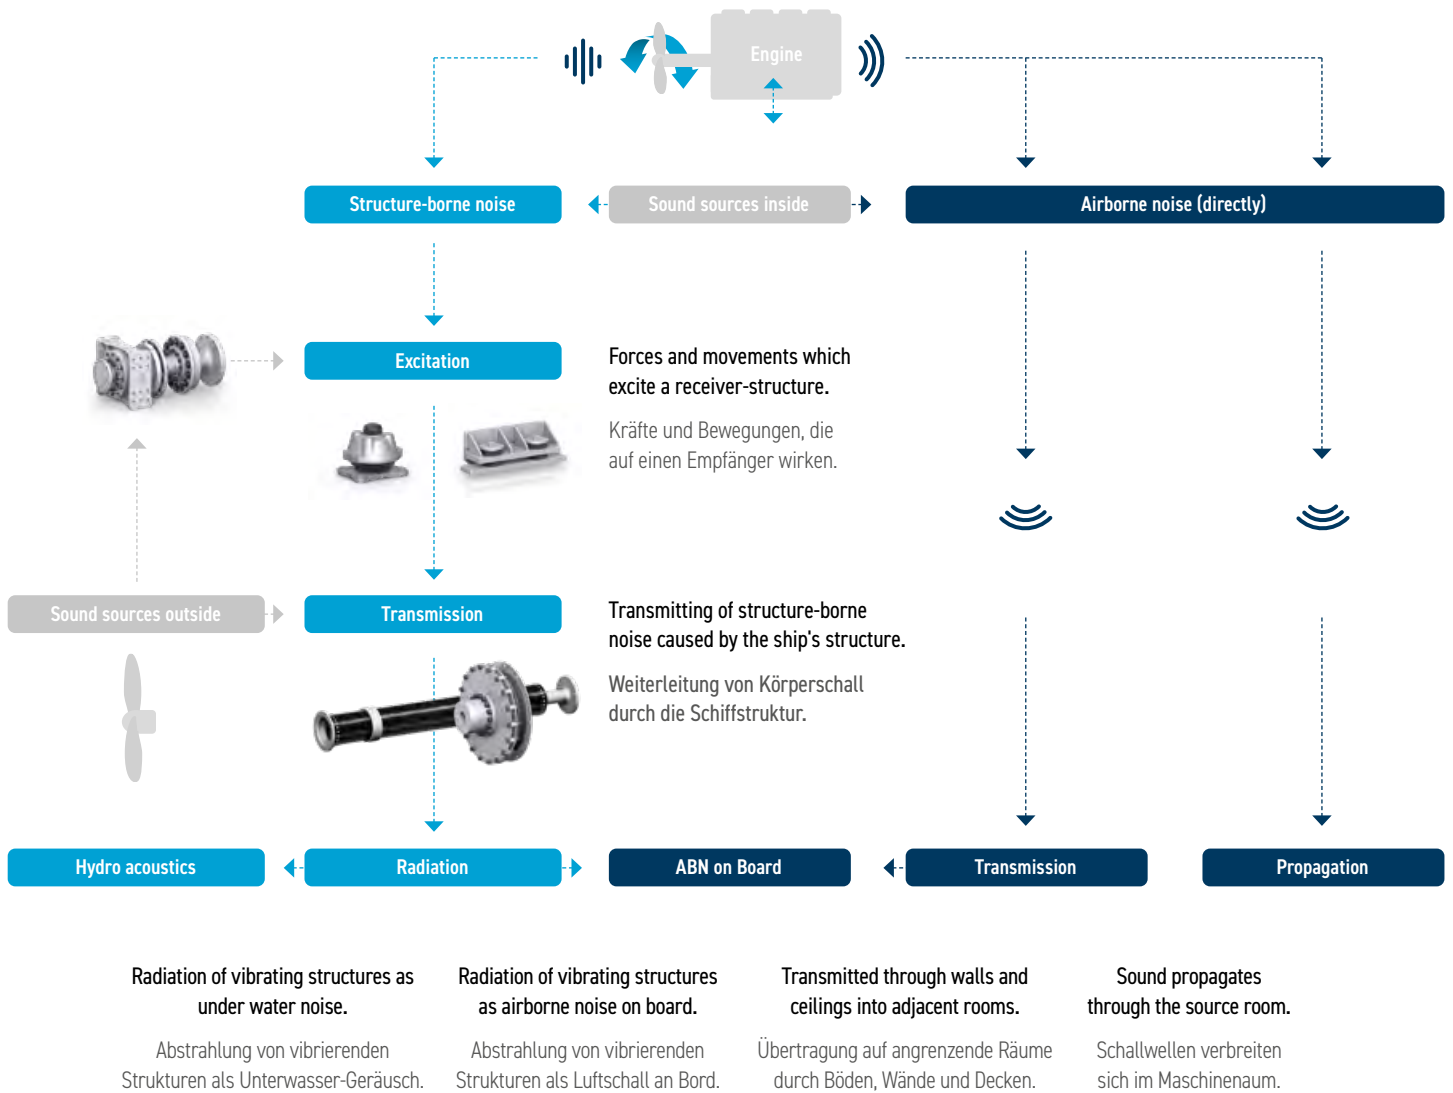 Engine
Structure-borne noise
Sound sources inside
Airborne noise (directly)
Excitation
Forces and movements which
excite a receiver-structure.
Kräfte und Bewegungen, die
auf einen Empfänger wirken.
Sound sources outside
Transmission
Transmitting of structure-borne
noise caused by the ship's structure.
Weiterleitung von Körperschall
durch die Schiffstruktur.
Hydro acoustics
Radiation
ABN on Board
Transmission
Propagation
Radiation of vibrating structures as
under water noise.
Abstrahlung von vibrierenden
Strukturen als Unterwasser-Geräusch.
Radiation of vibrating structures
as airborne noise on board.
Abstrahlung von vibrierenden
Strukturen als Luftschall an Bord.
Transmitted through walls and
ceilings into adjacent rooms.
Übertragung auf angrenzende Räume
durch Böden, Wände und Decken.
Sound propagates
through the source room.
Schallwellen verbreiten
sich im Maschinenaum.